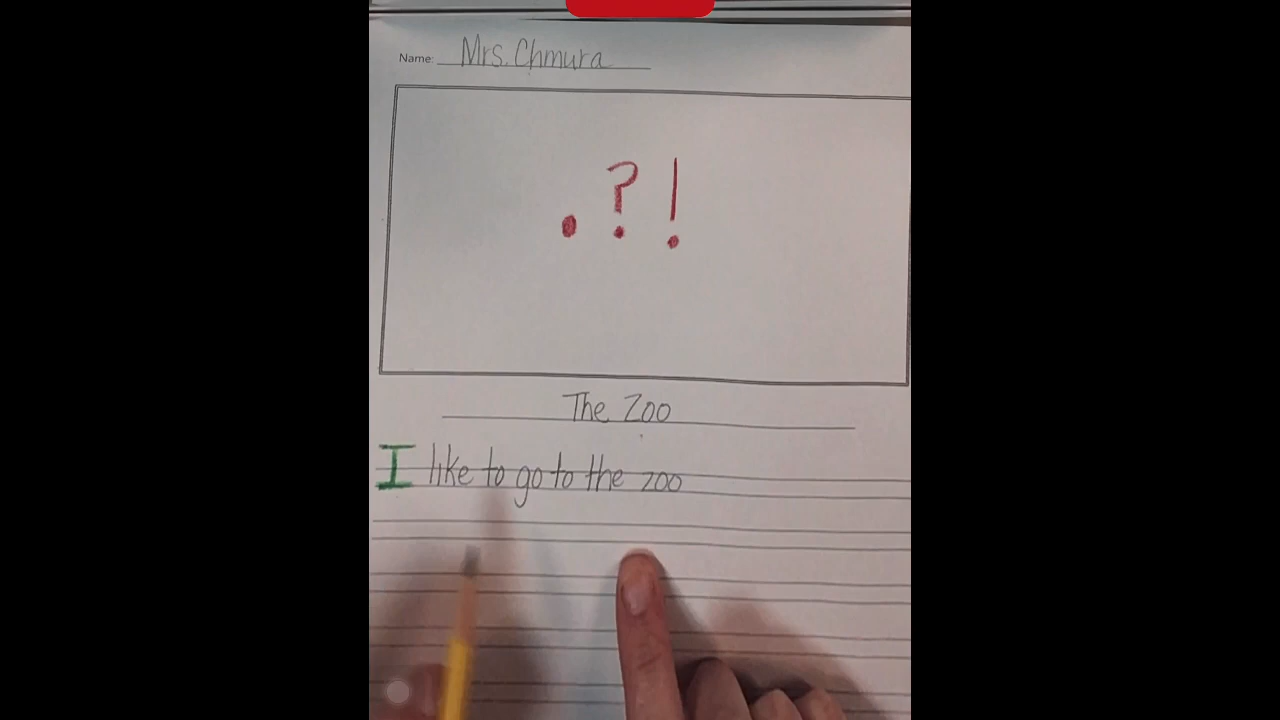 Name: Mrs. Chmura
. ? !
The Zoo
I like to go to the zoo